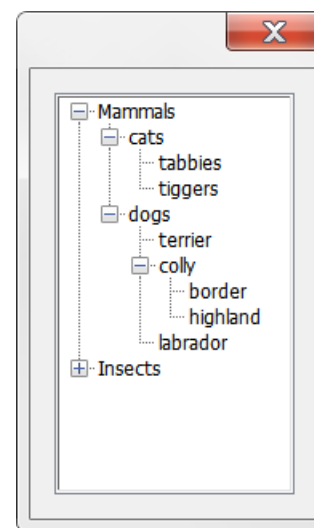 Mammals
cats
tabbies
tiggers
dogs
terrier
colly
border
highland
labrador
Insects